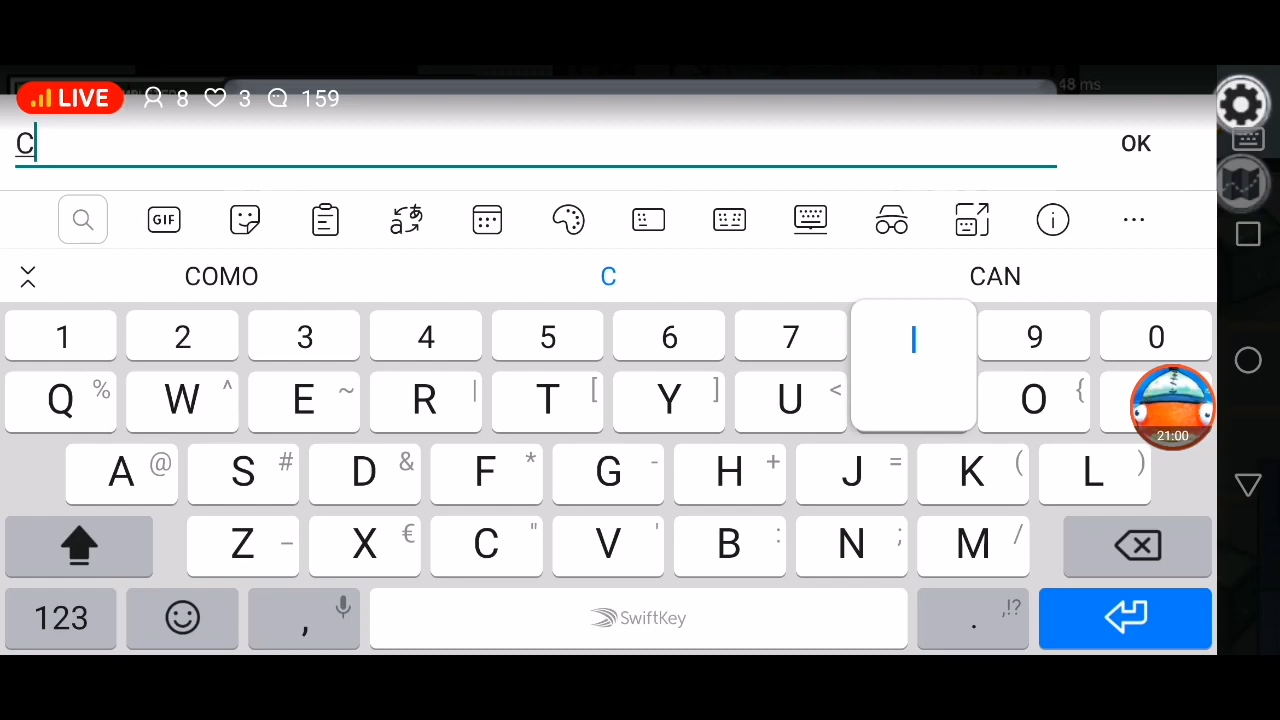 LIVE 8 3 159
48 ms
C
OK
GIF
COMO C CAN
1 2 3 4 5 6 7 I 9 0
Q % W ^ E ~ R | T [ Y ] U < O {
A @ S # D & F * G - H + J = K ( L )
21:00
Z _ X € C " V ' B : N ; M /
123 , SwiftKey . ,!?